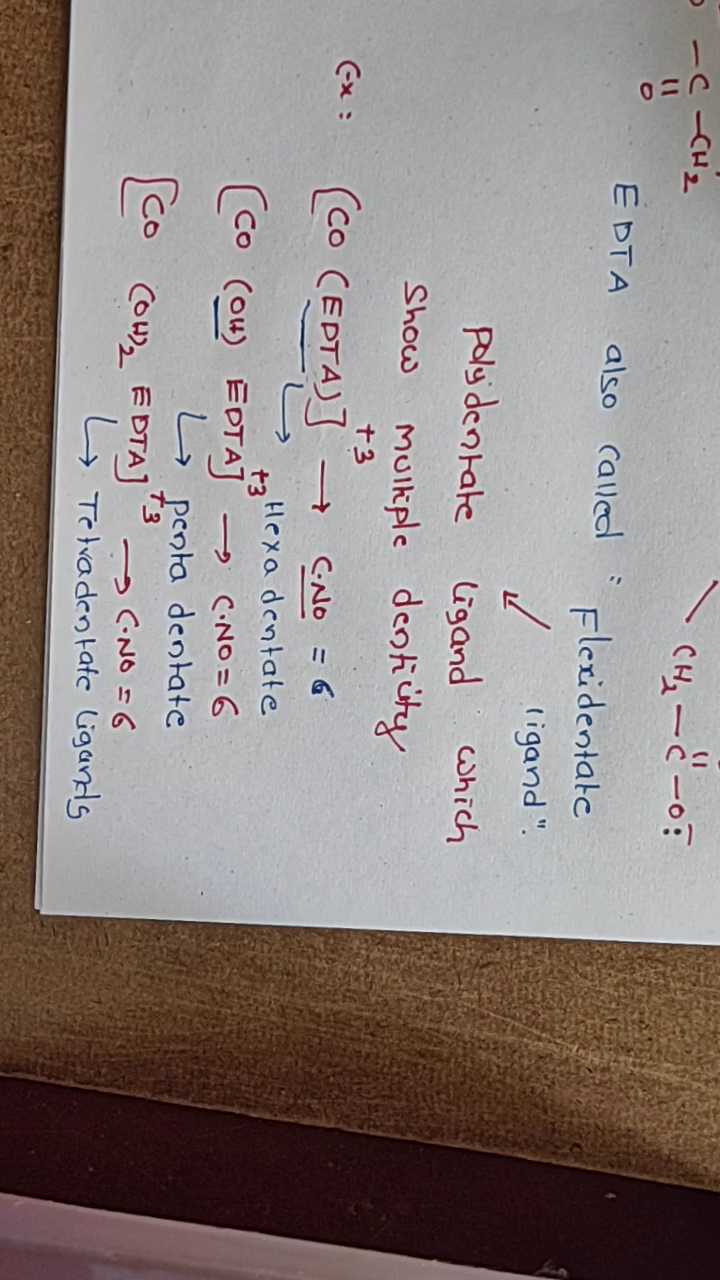 O - C - CH2
O
CH2 - C - O-
EDTA also called : Flexidentate
ligand".
polydentate ligand which
Show multiple denticity
Ex : [CO (EDTA)]+3 → C.NO = 6
Hexa dentate
[CO (OH) EDTA]+3 → C.NO = 6
penta dentate
[CO (OH)2 EDTA]+3 → C.NO = 6
Tetradentate ligands